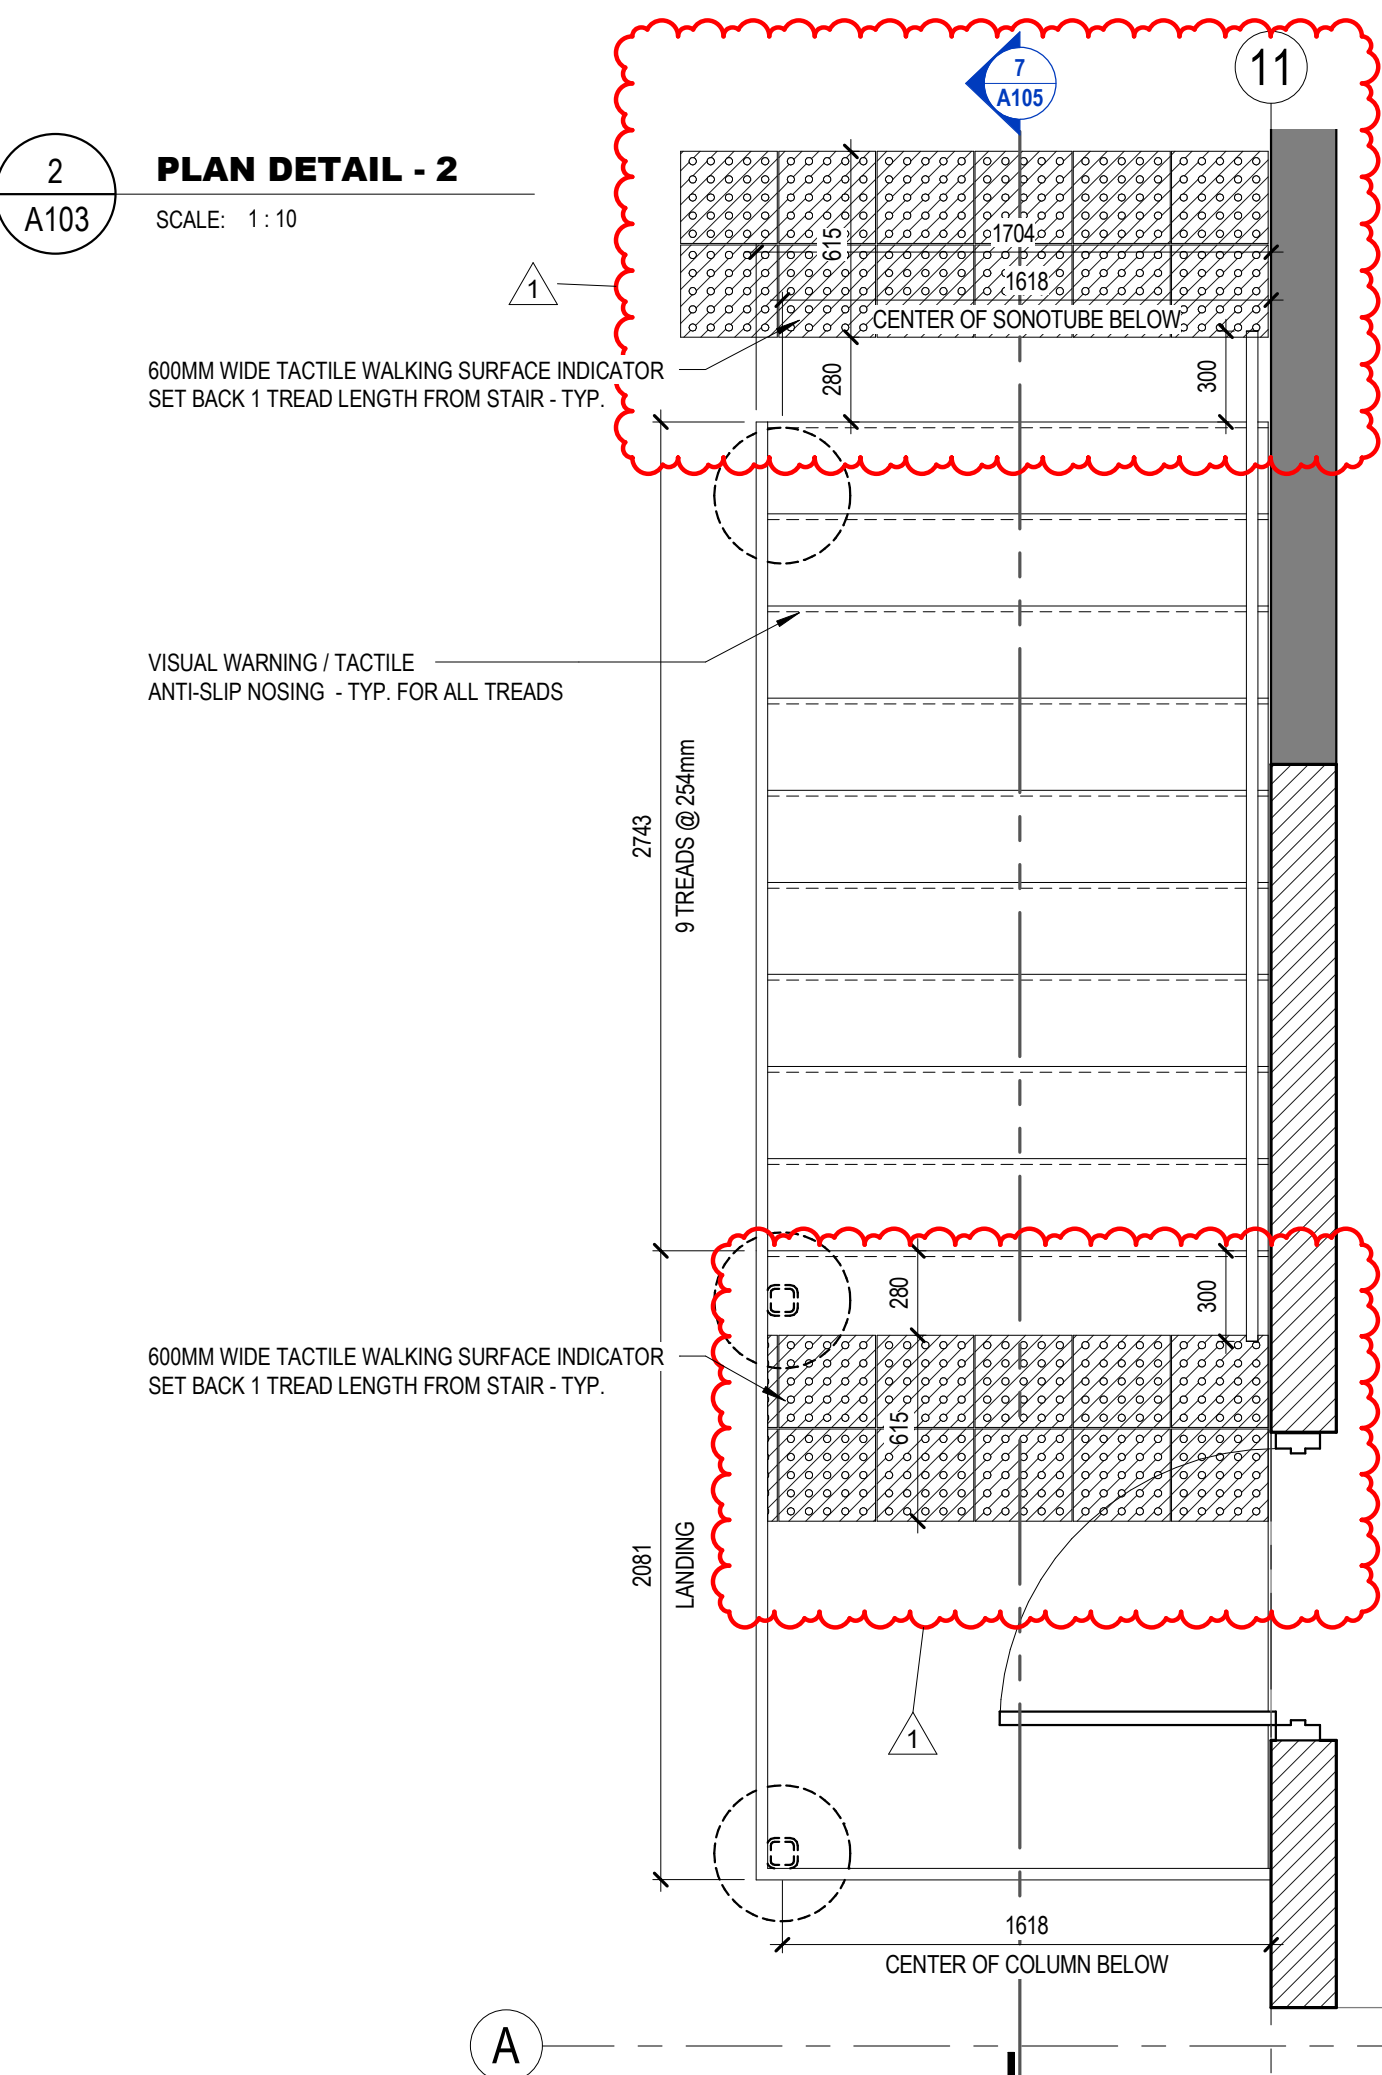 7
A105
11
2
A103
PLAN DETAIL - 2
SCALE: 1 : 10
615
1704
1
1618
CENTER OF SONOTUBE BELOW
600MM WIDE TACTILE WALKING SURFACE INDICATOR
SET BACK 1 TREAD LENGTH FROM STAIR - TYP.
280
300
VISUAL WARNING / TACTILE
ANTI-SLIP NOSING - TYP. FOR ALL TREADS
2743
9 TREADS @ 254mm
280
300
600MM WIDE TACTILE WALKING SURFACE INDICATOR
SET BACK 1 TREAD LENGTH FROM STAIR - TYP.
615
2081
LANDING
1
1618
CENTER OF COLUMN BELOW
A